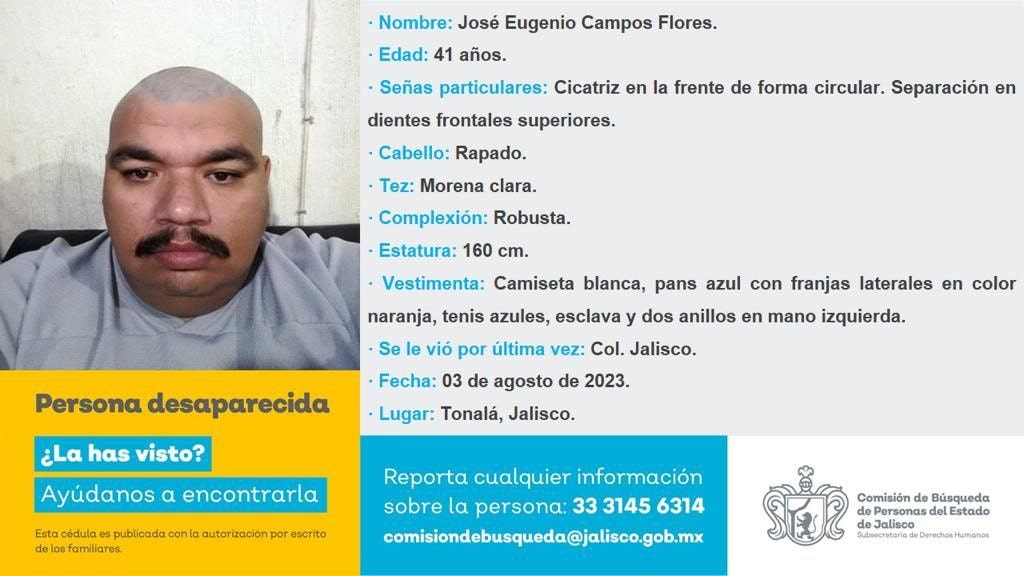 · Nombre: José Eugenio Campos Flores.
· Edad: 41 años.
· Señas particulares: Cicatriz en la frente de forma circular. Separación en
dientes frontales superiores.
· Cabello: Rapado.
· Tez: Morena clara.
· Complexión: Robusta.
· Estatura: 160 cm.
· Vestimenta: Camiseta blanca, pans azul con franjas laterales en color
naranja, tenis azules, esclava y dos anillos en mano izquierda.
· Se le vió por última vez: Col. Jalisco.
· Fecha: 03 de agosto de 2023.
· Lugar: Tonalá, Jalisco.
Persona desaparecida
¿La has visto?
Ayúdanos a encontrarla
Esta cédula es publicada con la autorización por escrito
de los familiares.
Reporta cualquier información
sobre la persona: 33 3145 6314
comisiondebusqueda@jalisco.gob.mx
Comisión de Búsqueda
de Personas del Estado
de Jalisco
Subsecretaría de Derechos Humanos